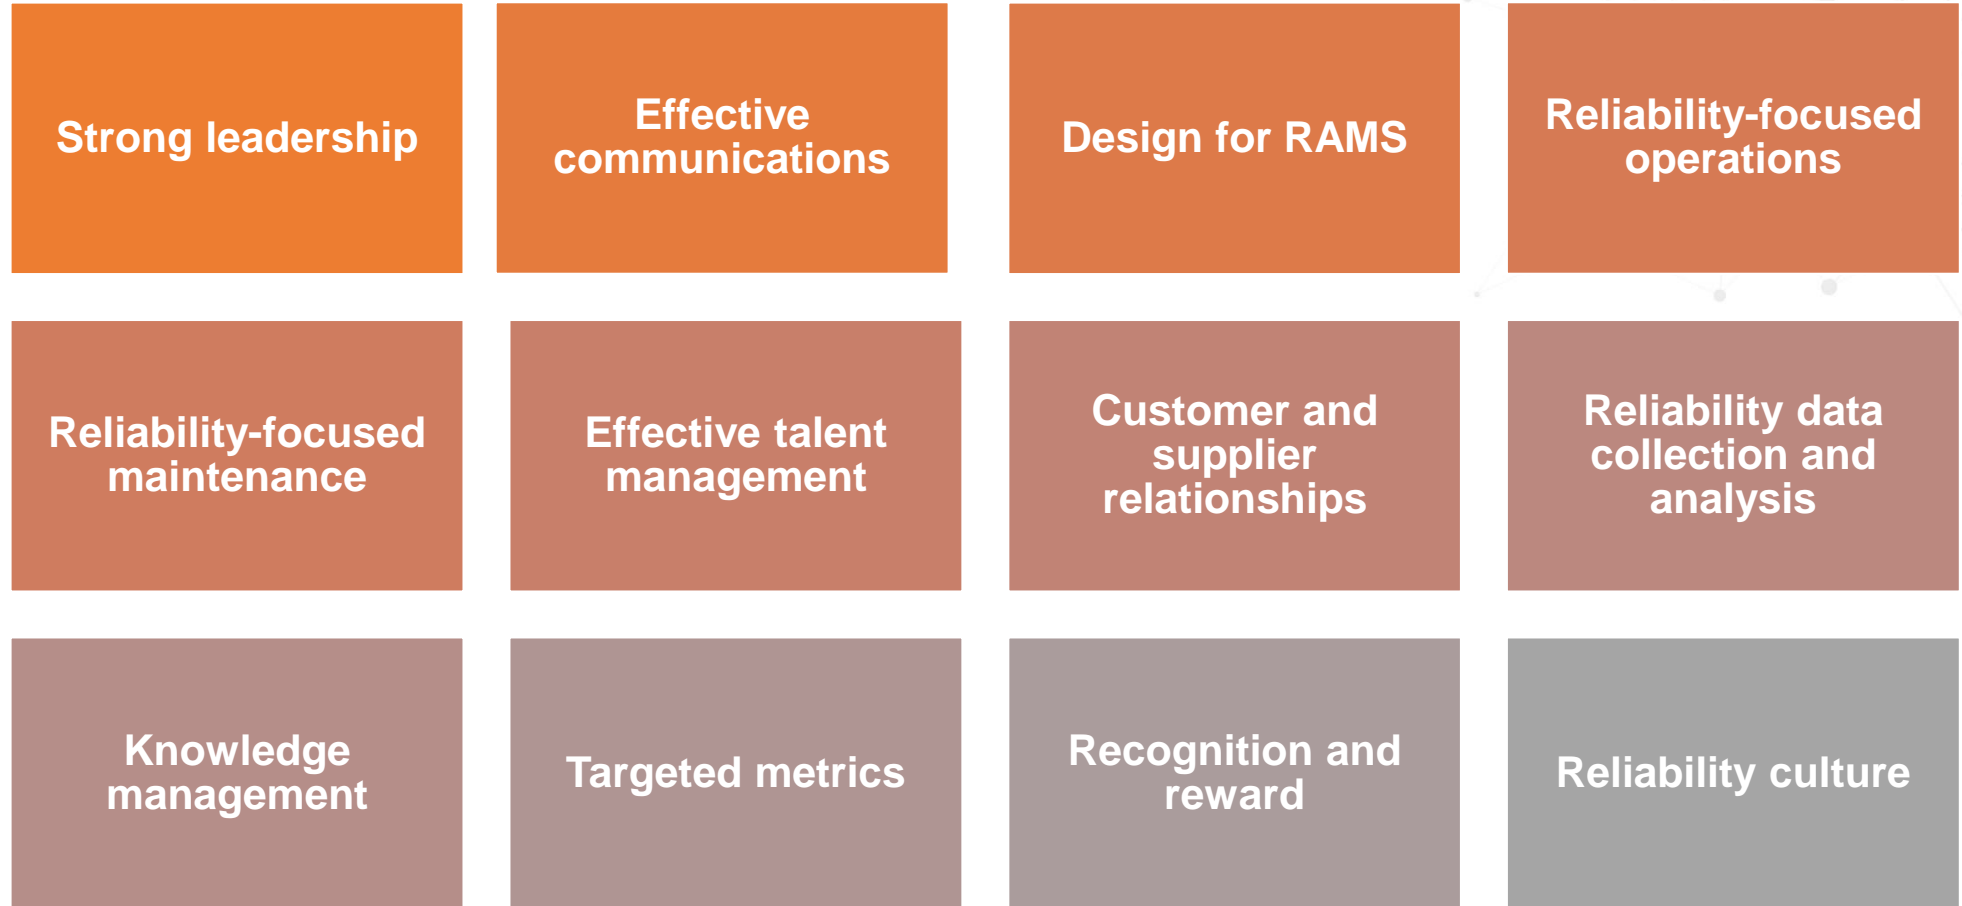 Strong leadership
Effective
communications
Design for RAMS
Reliability-focused
operations
Reliability-focused
maintenance
Effective talent
management
Customer and
supplier
relationships
Reliability data
collection and
analysis
Knowledge
management
Targeted metrics
Recognition and
reward
Reliability culture